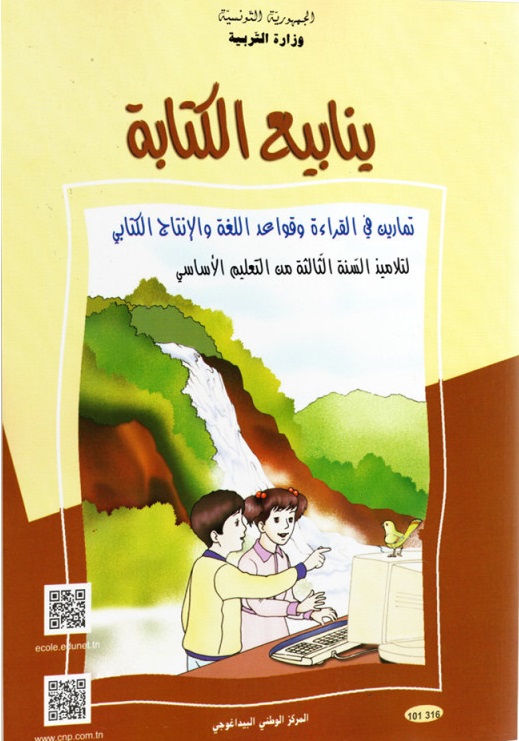 الجمهورية التونسية
وزارة التربية
ينابيع الكتابة
تمارين في القراءة وقواعد اللغة والإنتاج الكتابي
لتلاميذ السنة الثالثة من التعليم الأساسي
ecole.edunet.tn
www.cnp.com.tn
المركز الوطني البيداغوجي
101 316